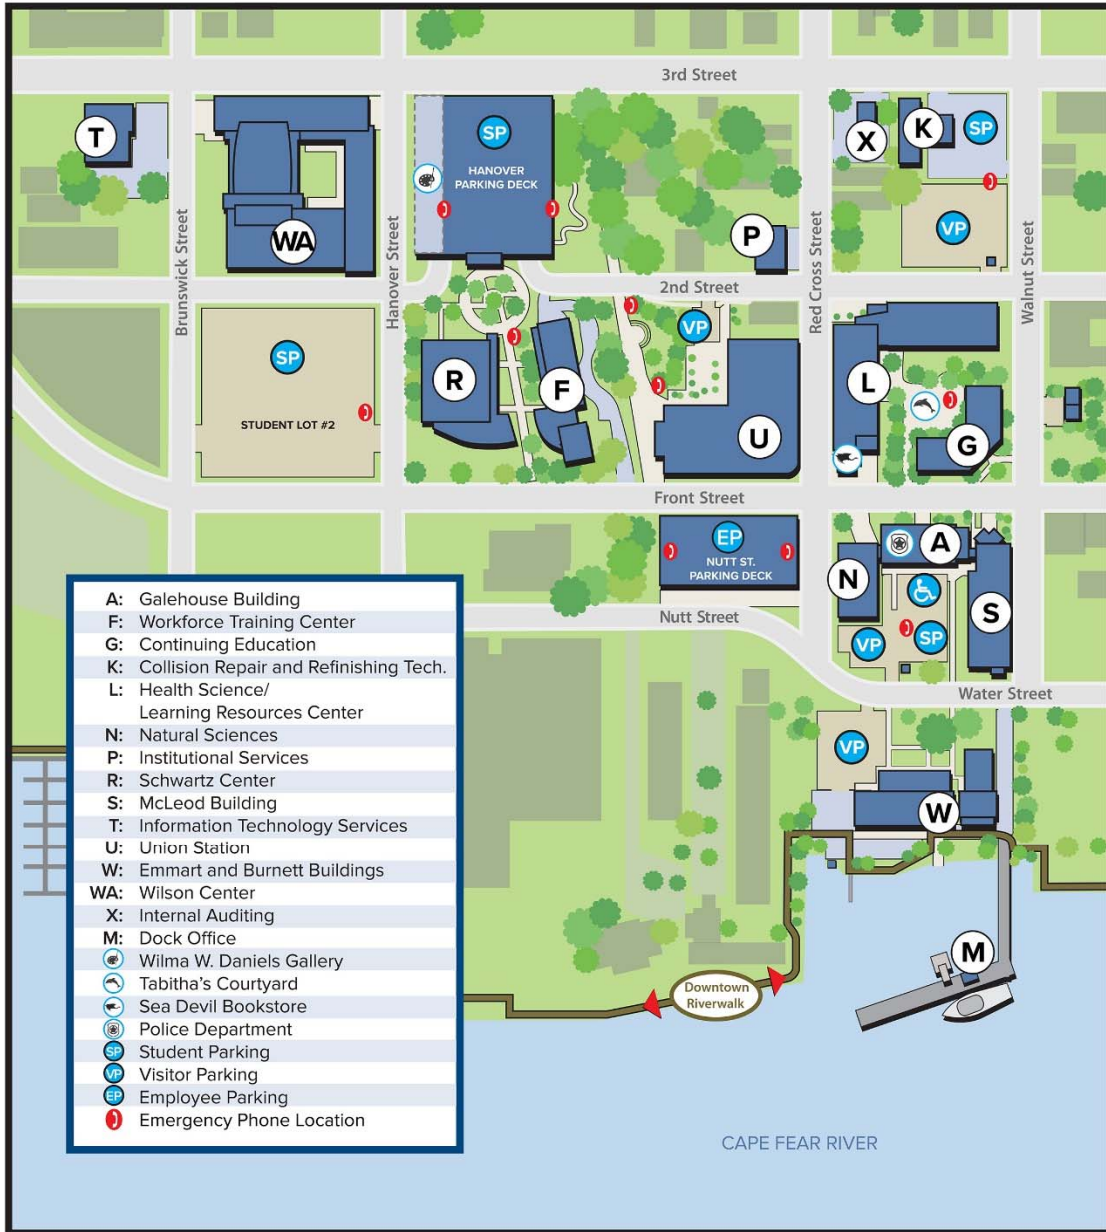 3rd Street
T
WA
SP
HANOVER
PARKING DECK
X
K
SP
VP
P
Brunswick Street
Hanover Street
Red Cross Street
Walnut Street
2nd Street
VP
SP
STUDENT LOT #2
R
F
U
L
G
Front Street
EP
NUTT ST.
PARKING DECK
A
N
S
VP
SP
Nutt Street
Water Street
VP
W
M
A: Galehouse Building
F: Workforce Training Center
G: Continuing Education
K: Collision Repair and Refinishing Tech.
L: Health Science/
Learning Resources Center
N: Natural Sciences
P: Institutional Services
R: Schwartz Center
S: McLeod Building
T: Information Technology Services
U: Union Station
W: Emmart and Burnett Buildings
WA: Wilson Center
X: Internal Auditing
M: Dock Office
Wilma W. Daniels Gallery
Tabitha's Courtyard
Sea Devil Bookstore
Police Department
SP Student Parking
VP Visitor Parking
EP Employee Parking
Emergency Phone Location
Downtown
Riverwalk
CAPE FEAR RIVER